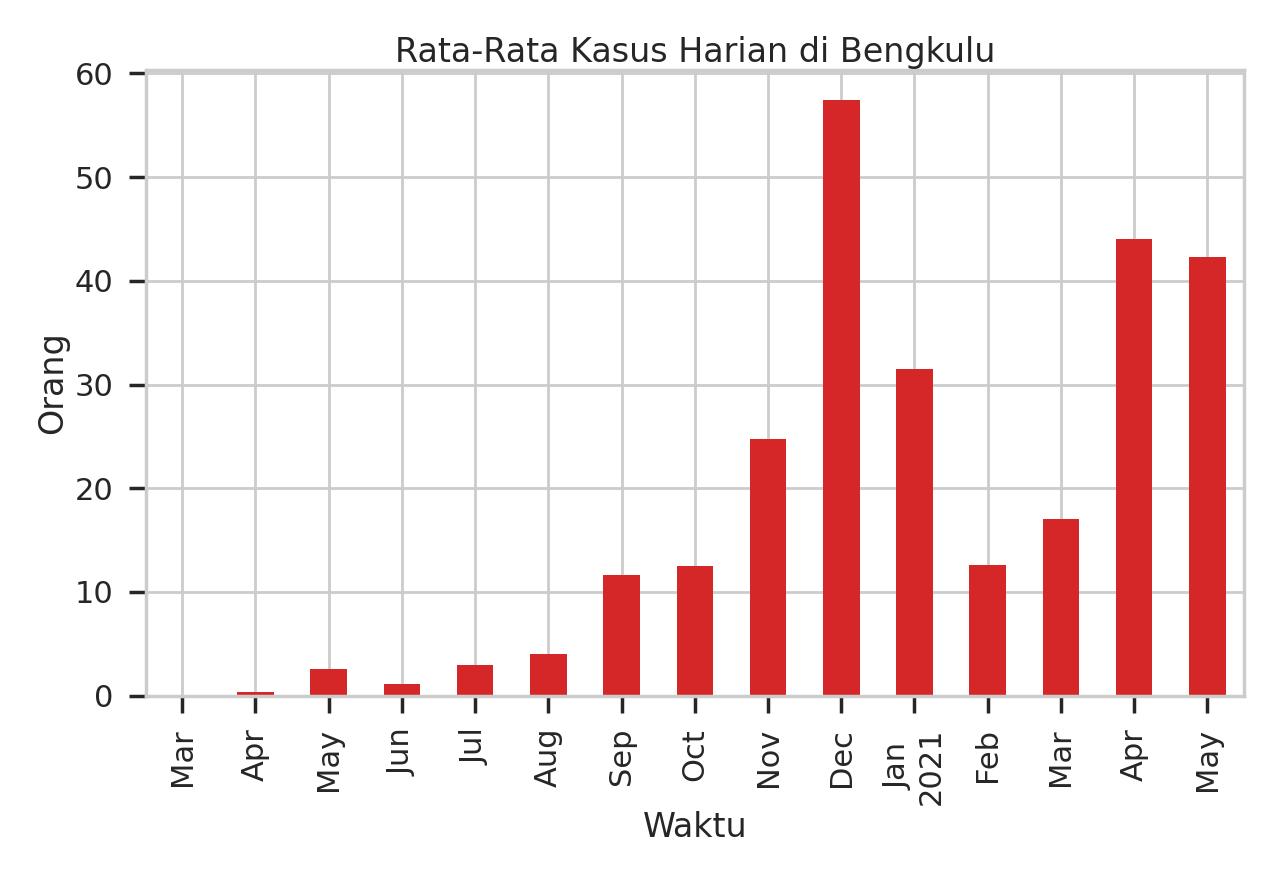 Rata-Rata Kasus Harian di Bengkulu
60
50
40
30
20
10
0
Orang
Mar
Apr
May
Jun
Jul
Aug
Sep
Oct
Nov
Dec
Jan
2021
Feb
Mar
Apr
May
Waktu